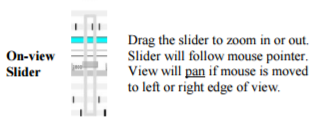 On-view
Slider
Drag the slider to zoom in or out.
Slider will follow mouse pointer.
View will pan if mouse is moved
to left or right edge of view.